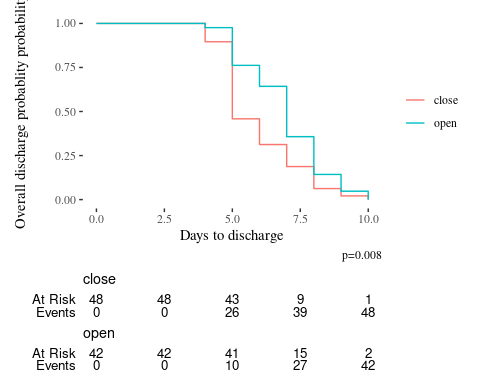 Overall discharge probablity probability
1.00
0.75
0.50
0.25
0.00
0.0 2.5 5.0 7.5 10.0
Days to discharge
close
open
p=0.008
close
At Risk 48 48 43 9 1
Events 0 0 26 39 48
open
At Risk 42 42 41 15 2
Events 0 0 10 27 42